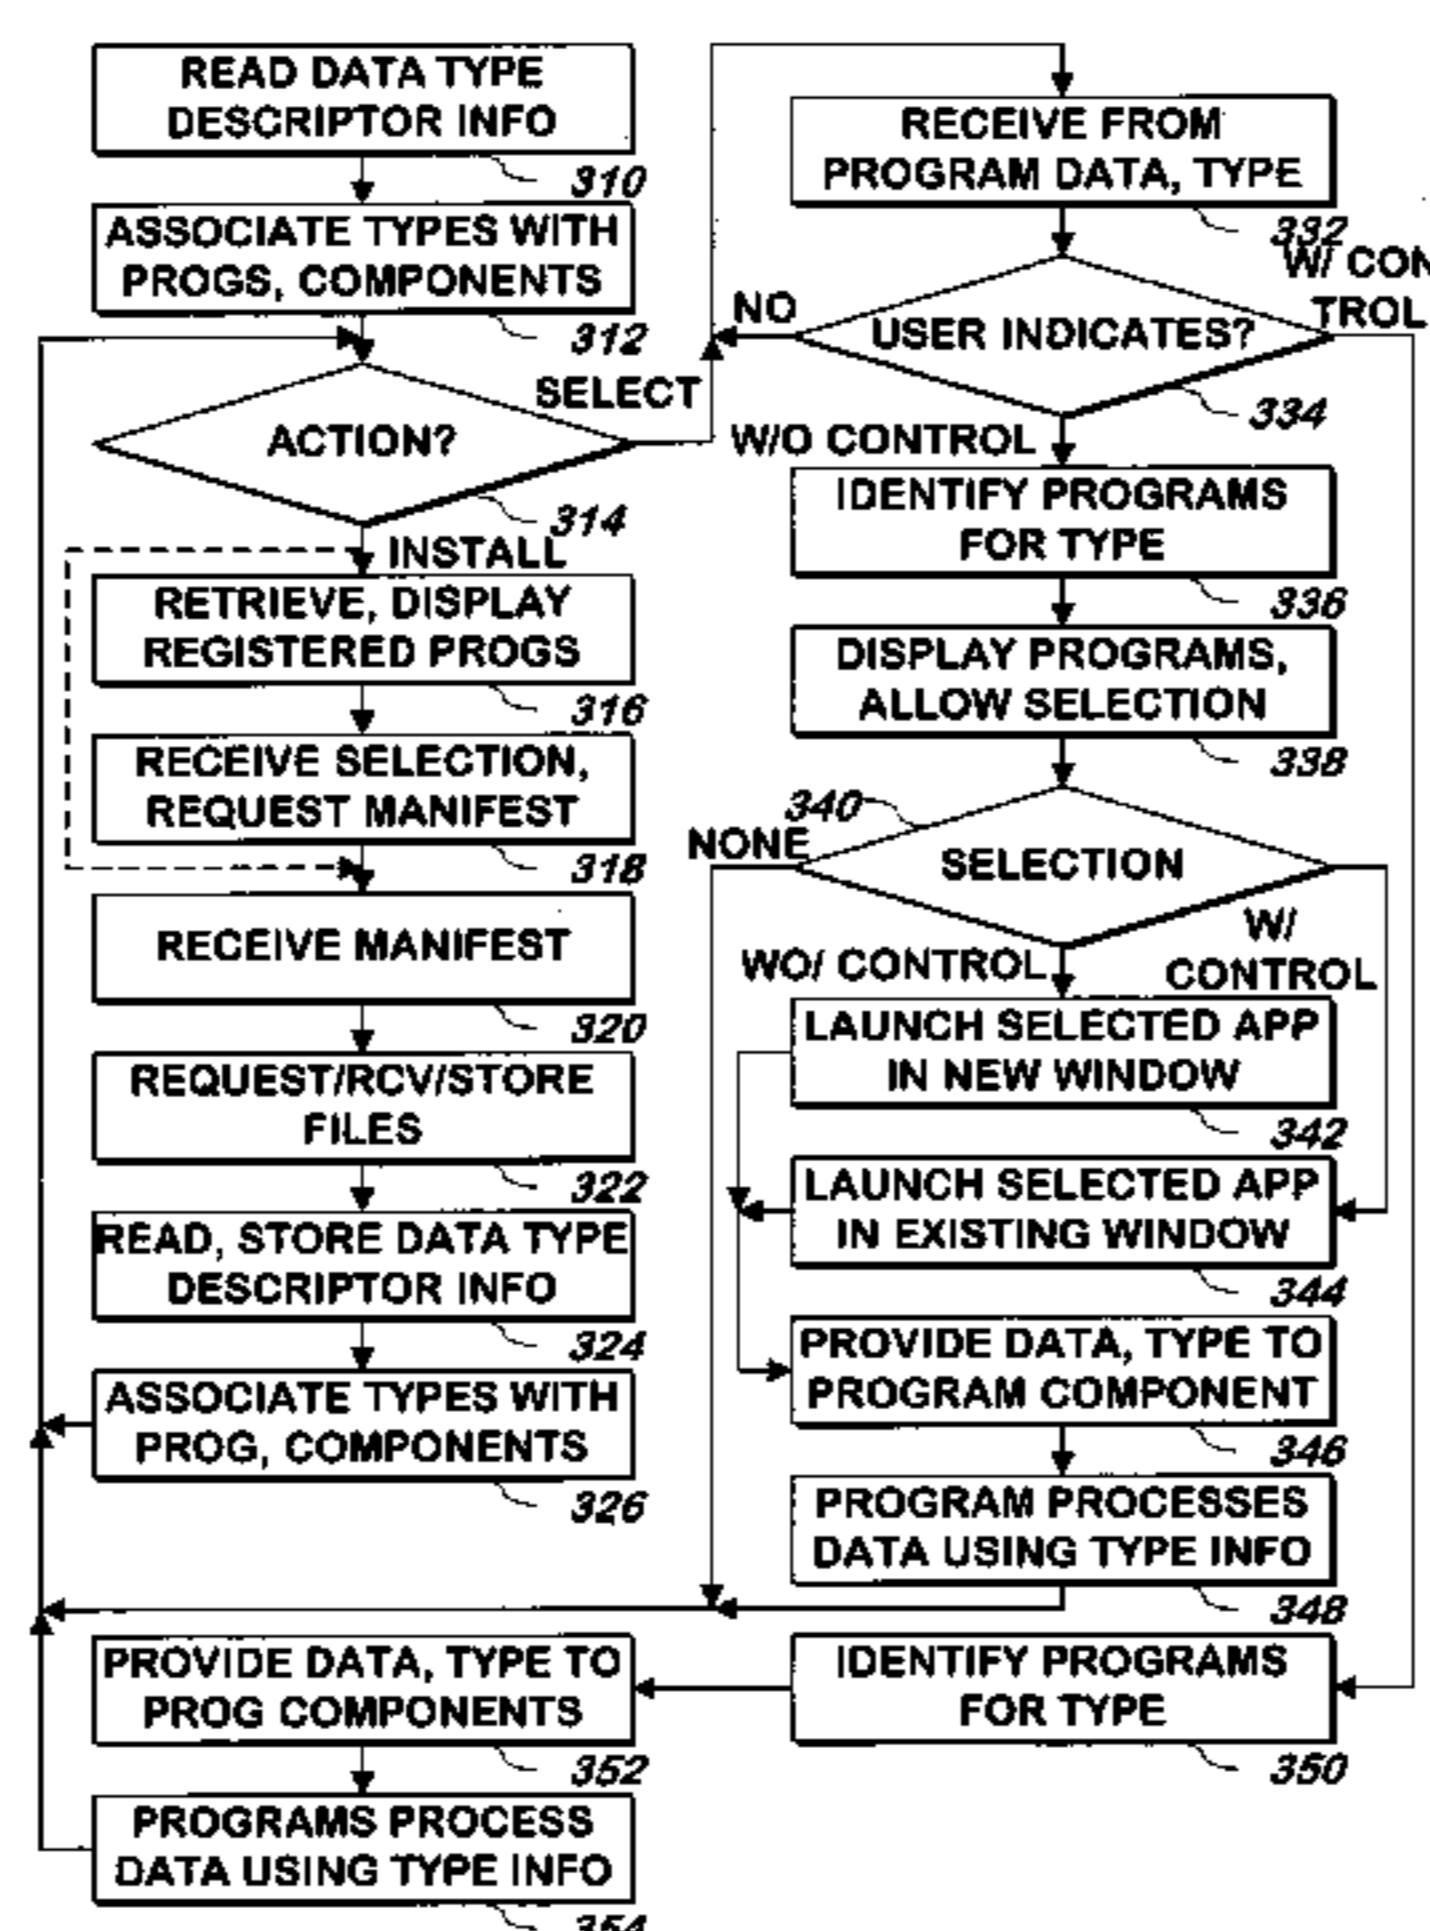 READ DATA TYPE
DESCRIPTOR INFO
310
ASSOCIATE TYPES WITH
PROGS, COMPONENTS
312
ACTION?
SELECT
314
INSTALL
RETRIEVE, DISPLAY
REGISTERED PROGS
316
RECEIVE SELECTION,
REQUEST MANIFEST
318
RECEIVE MANIFEST
320
REQUEST/RCV/STORE
FILES
322
READ, STORE DATA TYPE
DESCRIPTOR INFO
324
ASSOCIATE TYPES WITH
PROG, COMPONENTS
326
RECEIVE FROM
PROGRAM DATA, TYPE
332
W/ CON
TROL
NO
USER INDICATES?
334
W/O CONTROL
IDENTIFY PROGRAMS
FOR TYPE
336
DISPLAY PROGRAMS,
ALLOW SELECTION
338
340
NONE
SELECTION
W/
CONTROL
WO/ CONTROL
LAUNCH SELECTED APP
IN NEW WINDOW
342
LAUNCH SELECTED APP
IN EXISTING WINDOW
344
PROVIDE DATA, TYPE TO
PROGRAM COMPONENT
346
PROGRAM PROCESSES
DATA USING TYPE INFO
348
IDENTIFY PROGRAMS
FOR TYPE
350
PROVIDE DATA, TYPE TO
PROG COMPONENTS
352
PROGRAMS PROCESS
DATA USING TYPE INFO
354